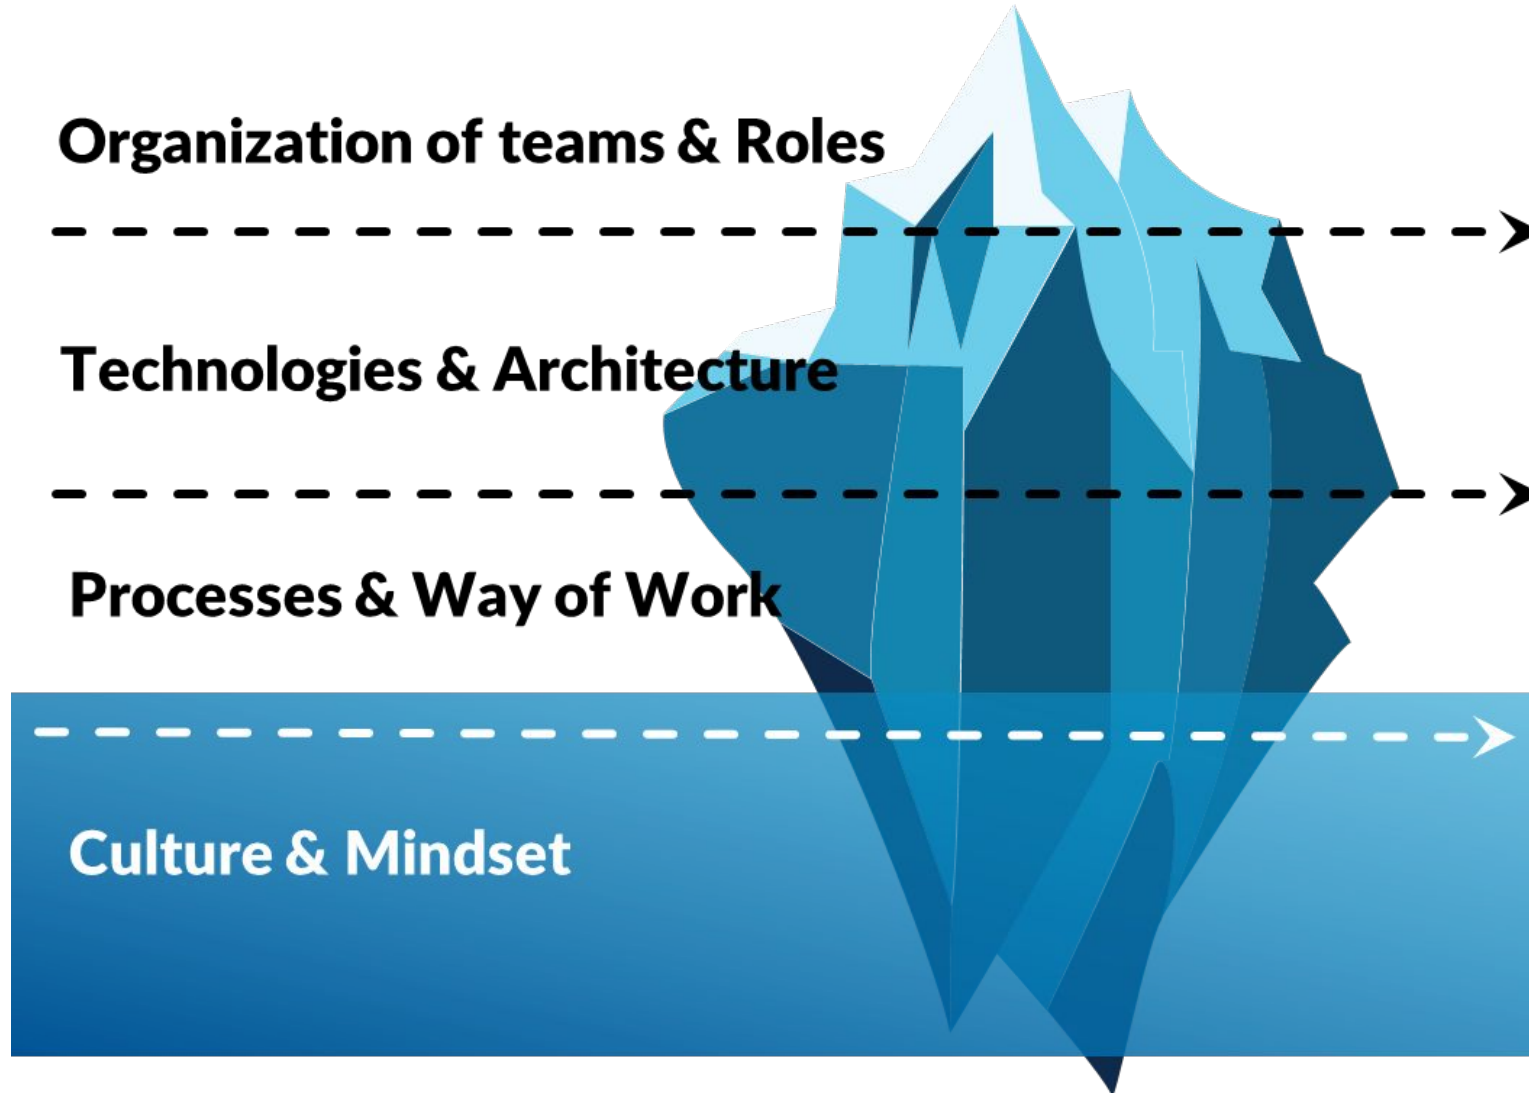 Organization of teams & Roles
Technologies & Architecture
Processes & Way of Work
Culture & Mindset